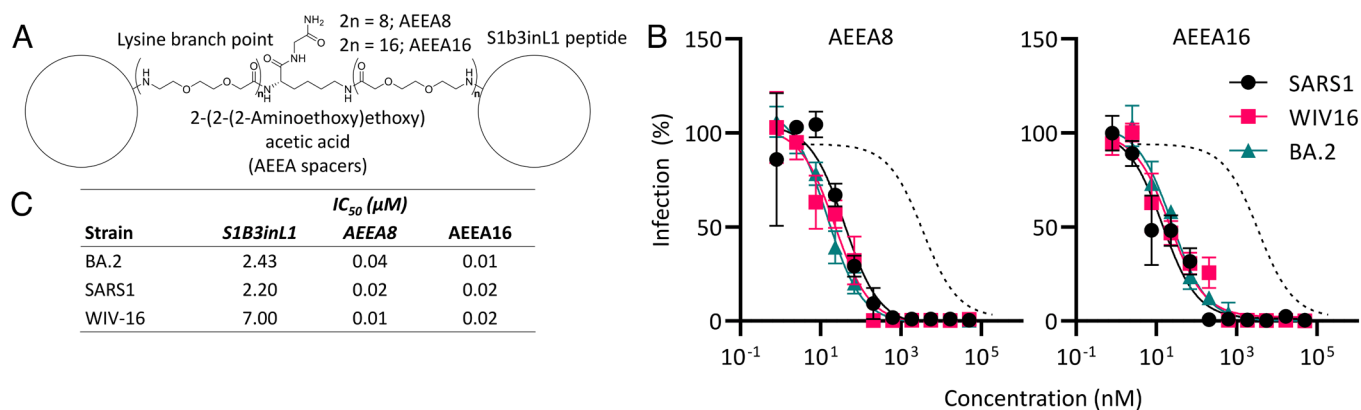 A
Lysine branch point
NH₂
O
HN
O
2n = 8; AEEA8
2n = 16; AEEA16
S1b3inL1 peptide
H
N
O
O
O
n
N
H
N
H
O
O
O
H
N
n
2-(2-(2-Aminoethoxy)ethoxy)
acetic acid
(AEEA spacers)
B
AEEA8
AEEA16
Infection (%)
150
100
50
0
10⁻¹
10¹
10³
10⁵
150
100
50
0
10⁻¹
10¹
10³
10⁵
Concentration (nM)
SARS1
WIV16
BA.2
C
IC₅₀ (µM)
Strain S1B3inL1 AEEA8 AEEA16
BA.2 2.43 0.04 0.01
SARS1 2.20 0.02 0.02
WIV-16 7.00 0.01 0.02